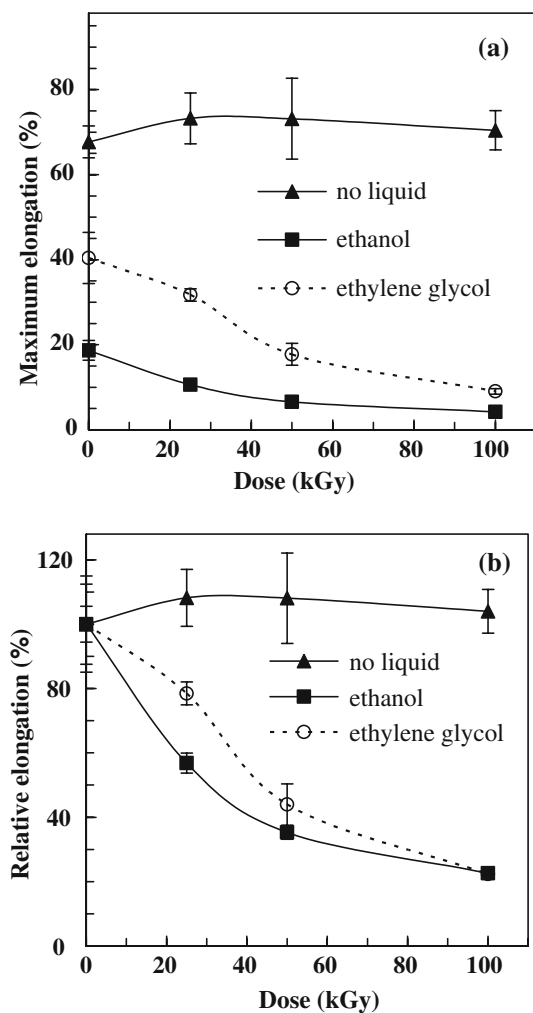 (a)
Maximum elongation (%)
80
60
40
20
0
no liquid
ethanol
ethylene glycol
0 20 40 60 80 100
Dose (kGy)
(b)
Relative elongation (%)
120
80
40
0
no liquid
ethanol
ethylene glycol
0 20 40 60 80 100
Dose (kGy)